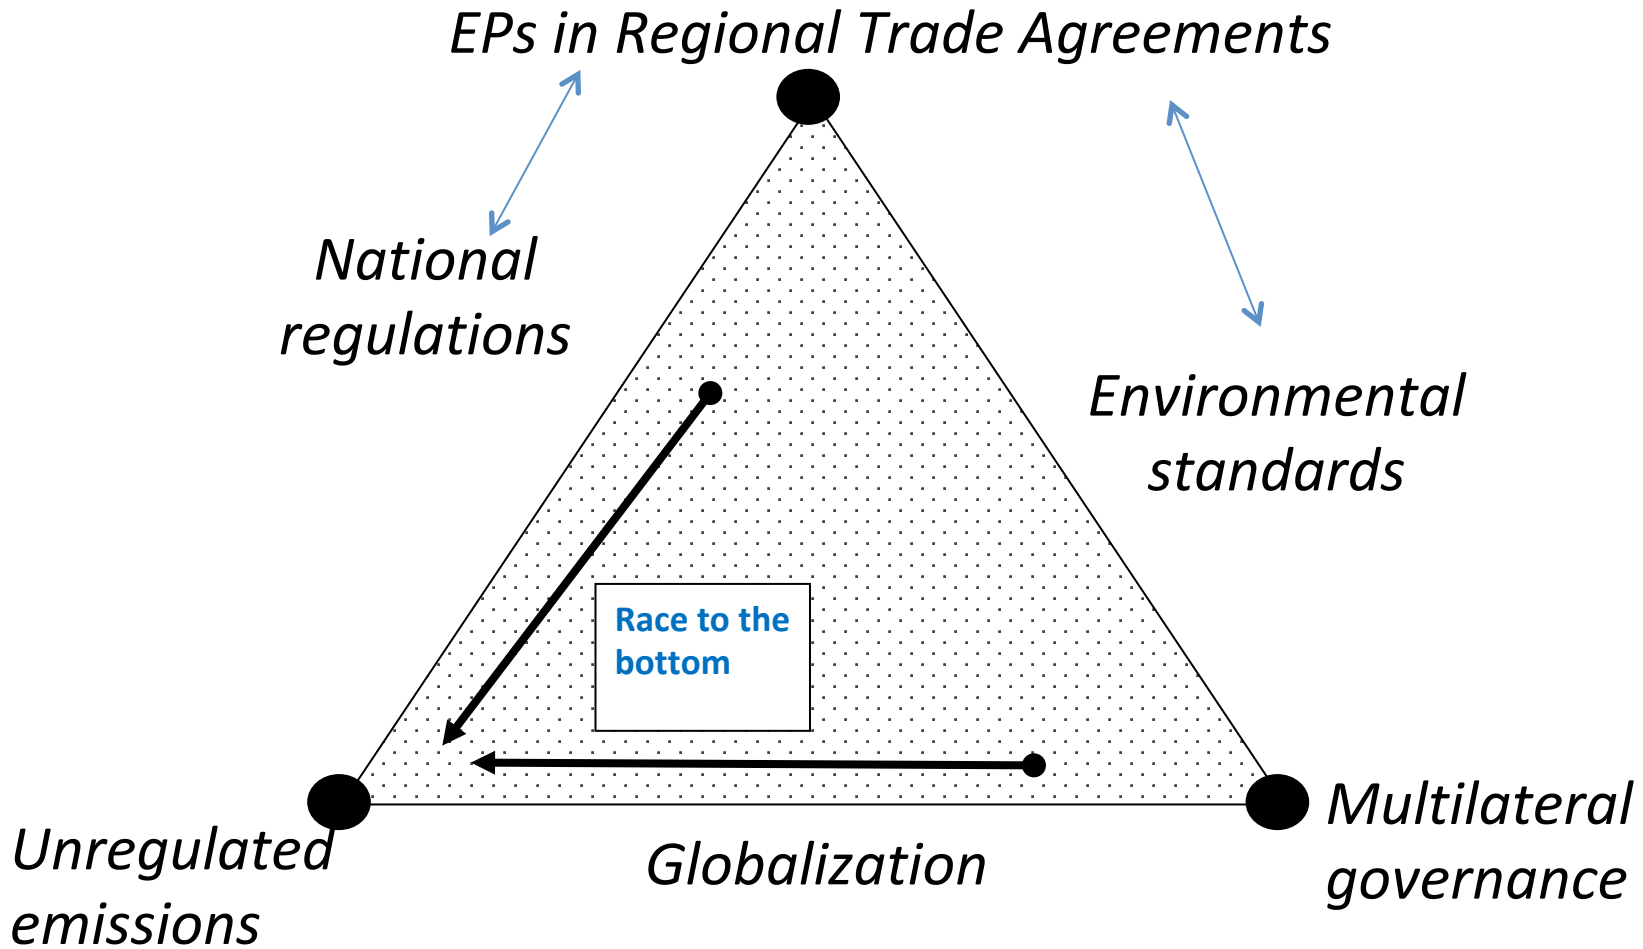 EPs in Regional Trade Agreements
National
regulations
Environmental
standards
Race to the
bottom
Unregulated
emissions
Globalization
Multilateral
governance